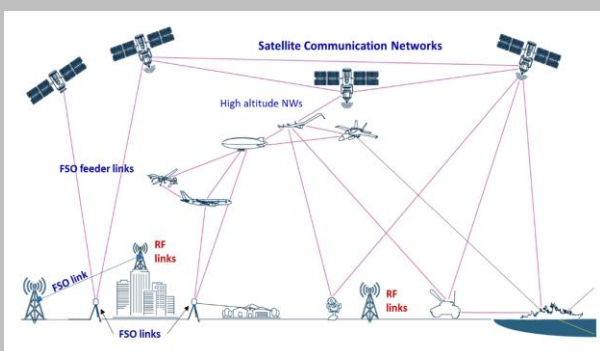 Satellite Communication Networks
High altitude NWs
FSO feeder links
RF
links
FSO link
RF
links
FSO links